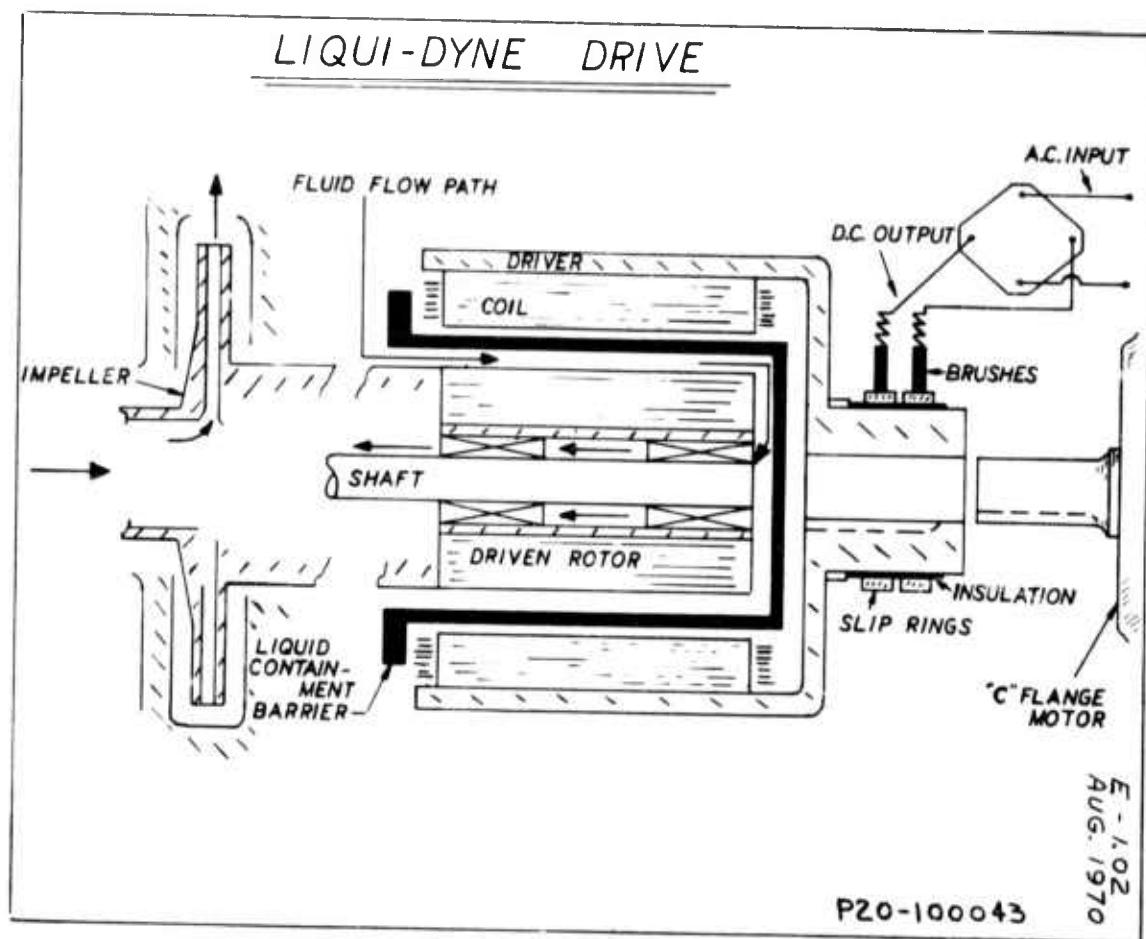 LIQUI-DYNE DRIVE
A.C. INPUT
FLUID FLOW PATH
D.C. OUTPUT
DRIVER
COIL
IMPELLER
BRUSHES
SHAFT
DRIVEN ROTOR
INSULATION
SLIP RINGS
LIQUID
CONTAIN-
MENT
BARRIER
"C" FLANGE
MOTOR
E-1.02
AUG. 1970
P20-100043